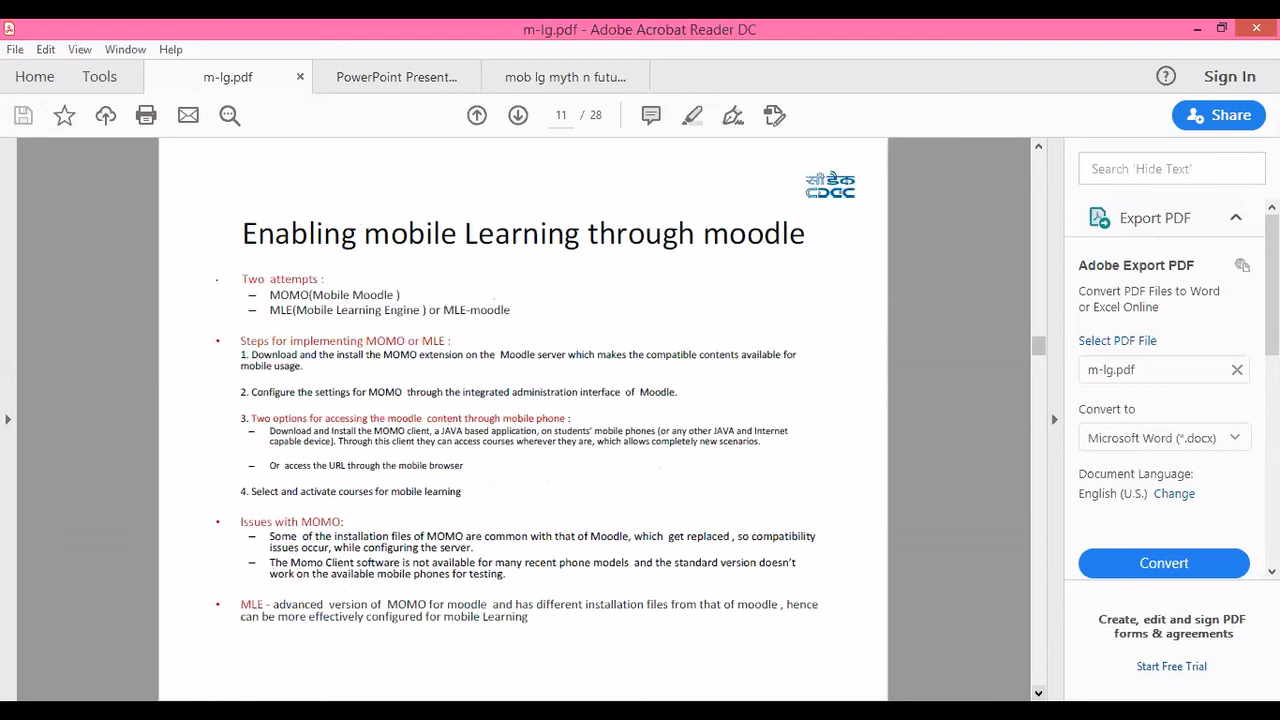 m-lg.pdf - Adobe Acrobat Reader DC
File Edit View Window Help
Home Tools m-lg.pdf × PowerPoint Present... mob lg myth n futu... Sign In
11 / 28 Share
Search 'Hide Text'
Export PDF
Adobe Export PDF
Convert PDF Files to Word
or Excel Online
Select PDF File
m-lg.pdf
Convert to
Microsoft Word (*.docx)
Document Language:
English (U.S.) Change
Convert
Create, edit and sign PDF
forms & agreements
Start Free Trial
सी डैक
CDAC
Enabling mobile Learning through moodle
• Two attempts :
– MOMO(Mobile Moodle )
– MLE(Mobile Learning Engine ) or MLE-moodle
• Steps for implementing MOMO or MLE :
1. Download and the install the MOMO extension on the Moodle server which makes the compatible contents available for
mobile usage.
2. Configure the settings for MOMO through the integrated administration interface of Moodle.
3. Two options for accessing the moodle content through mobile phone :
– Download and Install the MOMO client, a JAVA based application, on students' mobile phones (or any other JAVA and Internet
capable device). Through this client they can access courses wherever they are, which allows completely new scenarios.
– Or access the URL through the mobile browser
4. Select and activate courses for mobile learning
• Issues with MOMO:
– Some of the installation files of MOMO are common with that of Moodle, which get replaced , so compatibility
issues occur, while configuring the server.
– The Momo Client software is not available for many recent phone models and the standard version doesn't
work on the available mobile phones for testing.
• MLE - advanced version of MOMO for moodle and has different installation files from that of moodle , hence
can be more effectively configured for mobile Learning